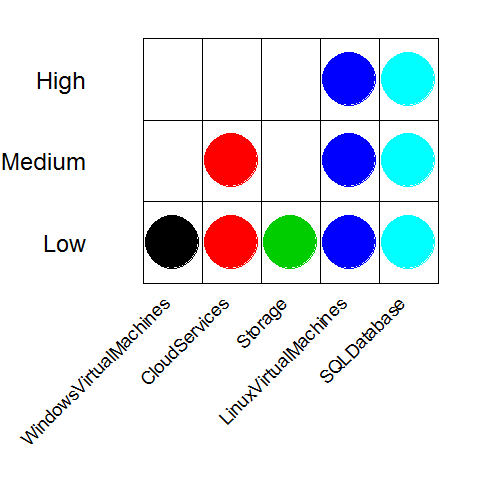 High
Medium
Low
WindowsVirtualMachines
CloudServices
Storage
LinuxVirtualMachines
SQLDatabase